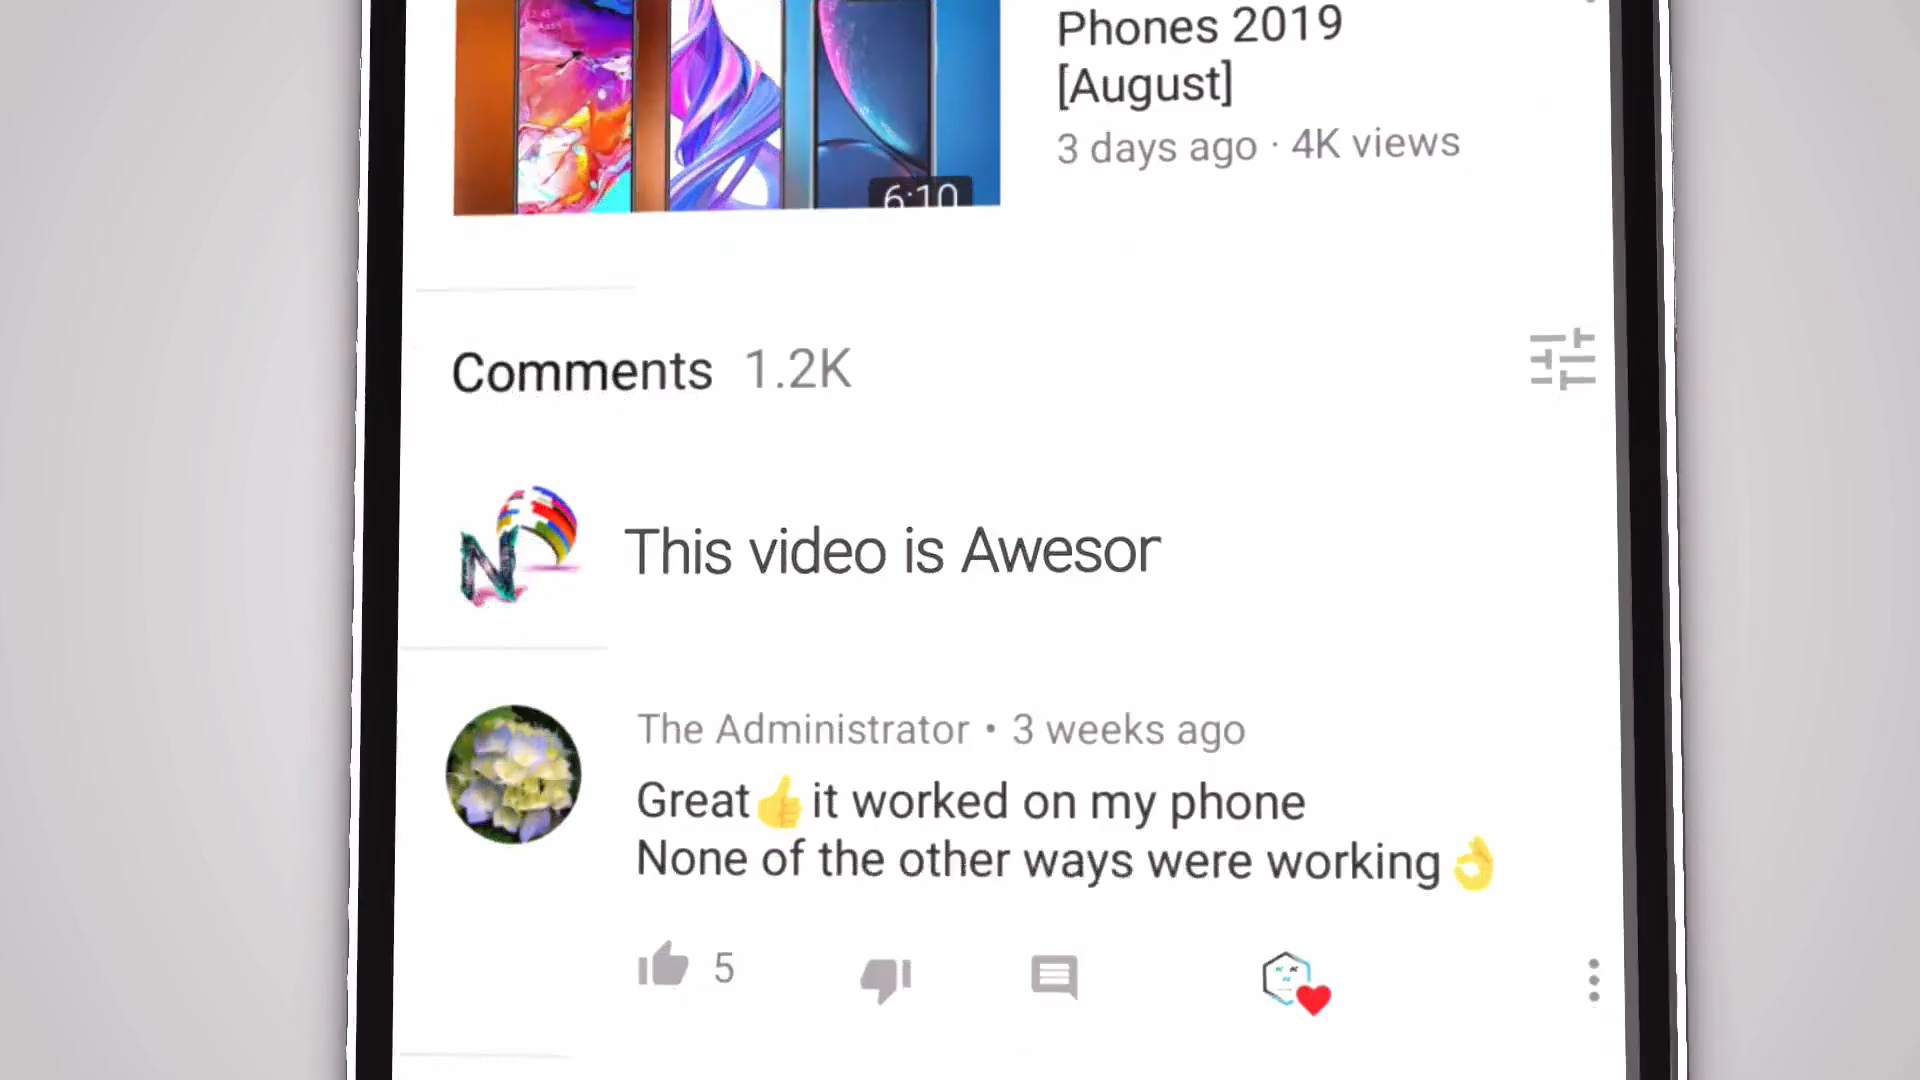 Phones 2019
[August]
3 days ago · 4K views
6:10
Comments 1.2K
N
This video is Awesor
The Administrator • 3 weeks ago
Great👍it worked on my phone
None of the other ways were working👌
5